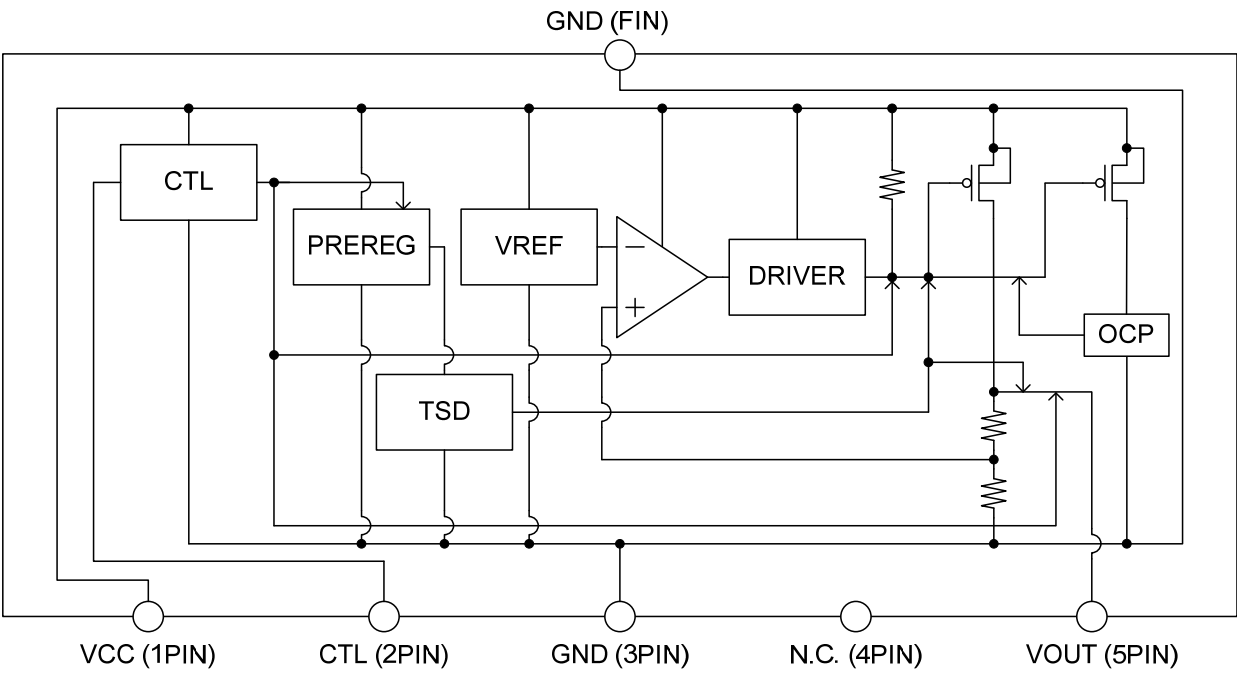 GND (FIN)
CTL
PREREG
VREF
−
+
DRIVER
OCP
TSD
VCC (1PIN)
CTL (2PIN)
GND (3PIN)
N.C. (4PIN)
VOUT (5PIN)